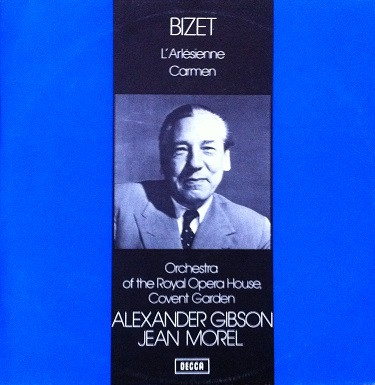 BIZET
L'Arlésienne
Carmen
Orchestra
of the Royal Opera House,
Covent Garden
ALEXANDER GIBSON
JEAN MOREL
DECCA